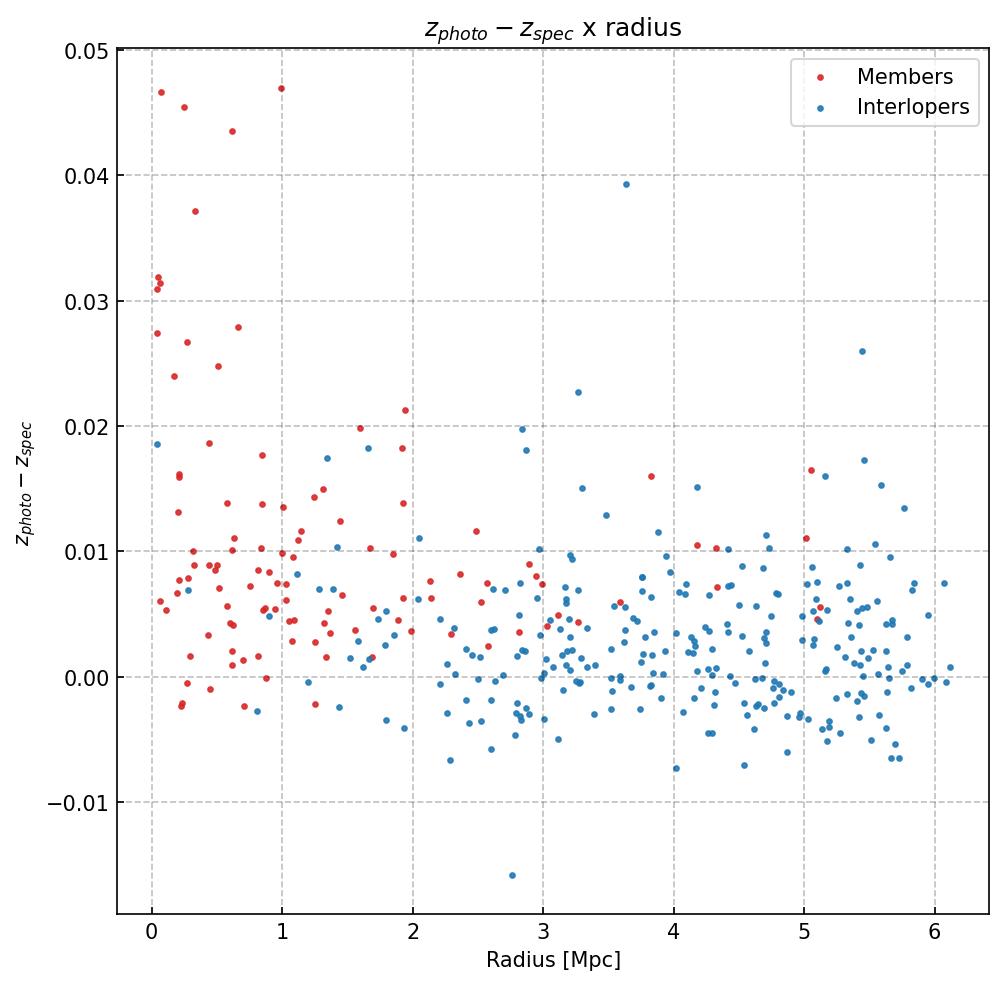 z_photo − z_spec x radius
Members
Interlopers
0.05
0.04
0.03
0.02
0.01
0.00
−0.01
z_photo − z_spec
0 1 2 3 4 5 6
Radius [Mpc]